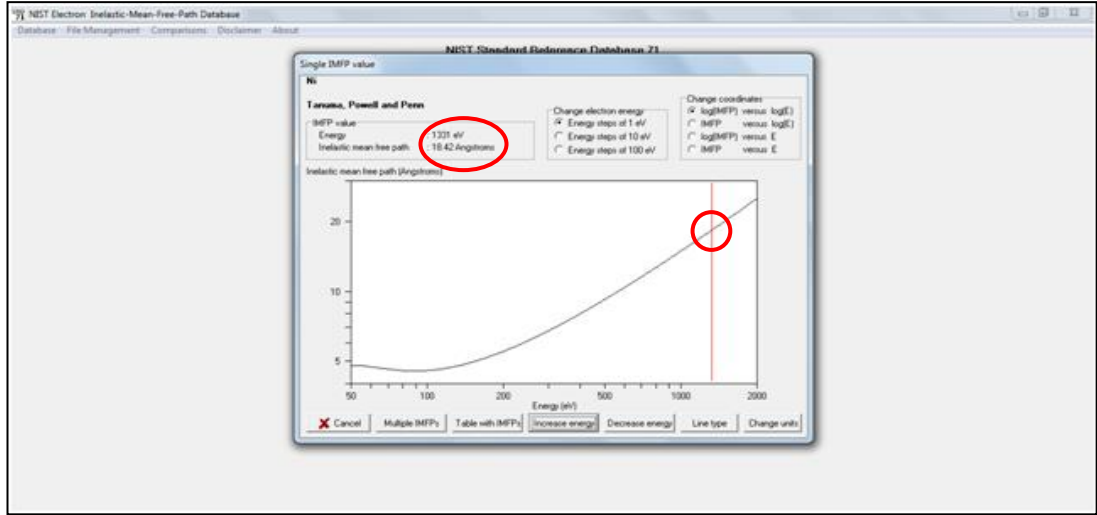 NIST Electron Inelastic-Mean-Free-Path Database
Database File Management Comparisons Disclaimer About
NIST Standard Reference Database 71
Single IMFP value
Ni
Tanuma, Powell and Penn
IMFP value
Energy : 1331 eV
Inelastic mean free path : 18.42 Angstroms
Change electron energy
Energy steps of 1 eV
Energy steps of 10 eV
Energy steps of 100 eV
Change coordinates
log(IMFP) versus log(E)
IMFP versus log(E)
log(IMFP) versus E
IMFP versus E
Inelastic mean free path (Angstroms)
20
10
5
50 100 200 500 1000 2000
Energy (eV)
Cancel Multiple IMFPs Table with IMFPs Increase energy Decrease energy Line type Change units